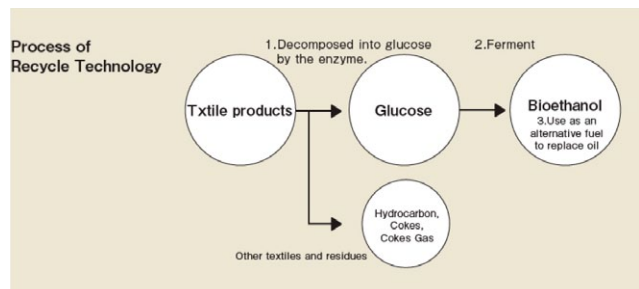 Process of
Recycle Technology
1.Decomposed into glucose
by the enzyme.
2.Ferment
Txtile products
Glucose
Bioethanol
3.Use as an
alternative fuel
to replace oil
Hydrocarbon,
Cokes,
Cokes Gas
Other textiles and residues